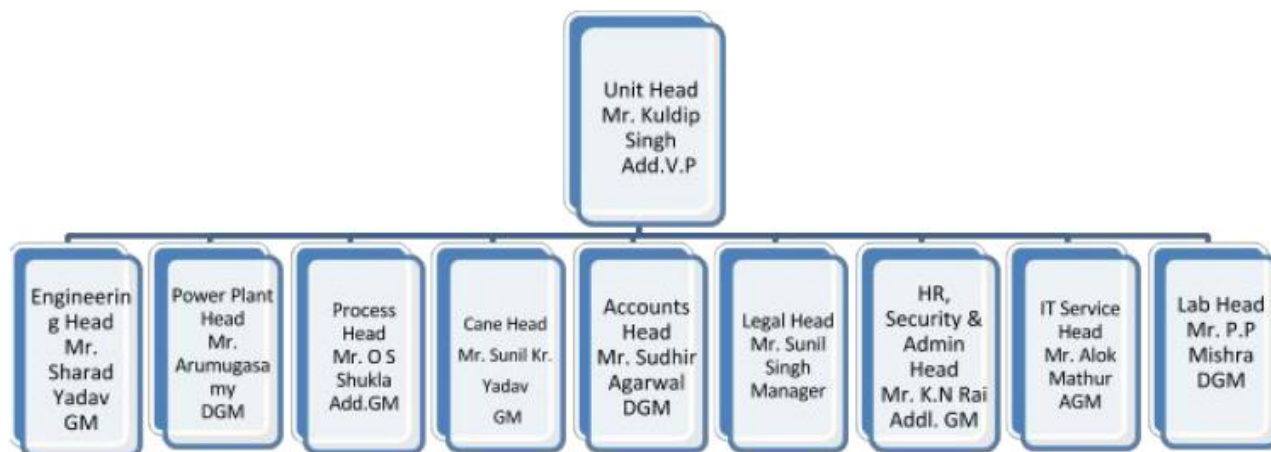 Unit Head
Mr. Kuldip
Singh
Add.V.P
Engineerin
g Head
Mr.
Sharad
Yadav
GM
Power Plant
Head
Mr.
Arumugasa
my
DGM
Process
Head
Mr. O S
Shukla
Add.GM
Cane Head
Mr. Sunil Kr.
Yadav
GM
Accounts
Head
Mr. Sudhir
Agarwal
DGM
Legal Head
Mr. Sunil
Singh
Manager
HR,
Security &
Admin
Head
Mr. K.N Rai
Addl. GM
IT Service
Head
Mr. Alok
Mathur
AGM
Lab Head
Mr. P.P
Mishra
DGM